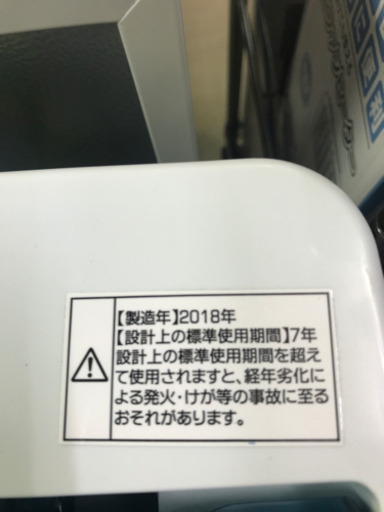 【製造年】2018年
【設計上の標準使用期間】7年
設計上の標準使用期間を超え
て使用されますと、経年劣化に
よる発火・けが等の事故に至る
おそれがあります。